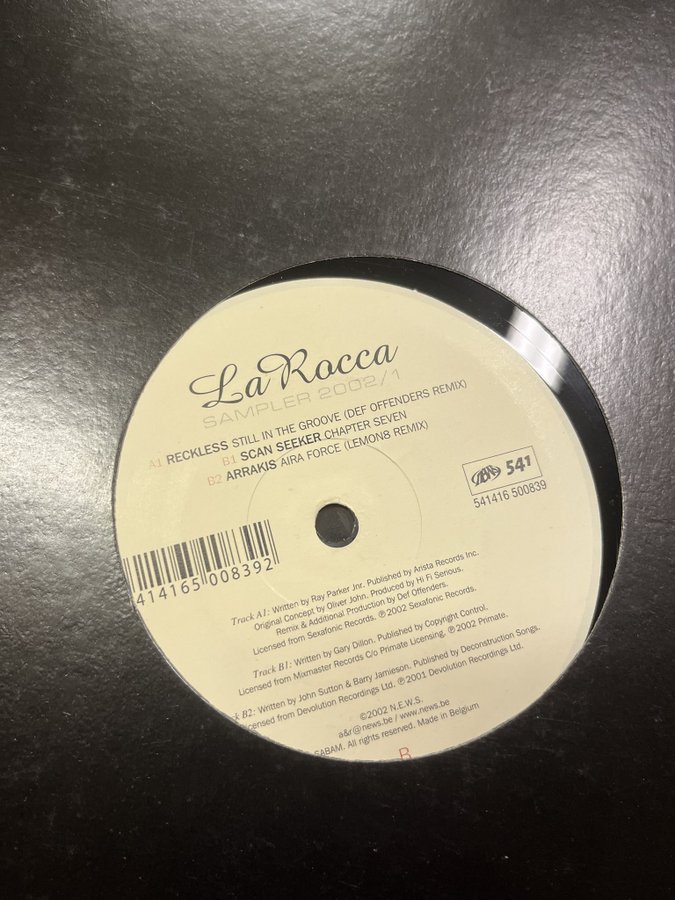 La Rocca
SAMPLER 2002/1
A1 RECKLESS STILL IN THE GROOVE (DEF OFFENDERS REMIX)
B1 SCAN SEEKER CHAPTER SEVEN
B2 ARRAKIS AIRA FORCE (LEMON8 REMIX)
541
541416 500839
414165 008392
Track A1: Written by Ray Parker Jnr. Published by Arista Records Inc.
Original Concept by Oliver John. Produced by Hi Fi Serious.
Remix & Additional Production by Def Offenders.
Licensed from Sexafonic Records. ℗2002 Sexafonic Records.
Track B1: Written by Gary Dillon. Published by Copyright Control.
Licensed from Mixmaster Records C/o Primate Licensing. ℗2002 Primate.
k B2: Written by John Sutton & Barry Jamieson. Published by Deconstruction Songs.
censed from Devolution Recordings Ltd. ℗2001 Devolution Recordings Ltd.
©2002 N.E.W.S.
a&r@news.be / www.news.be
SABAM. All rights reserved. Made in Belgium